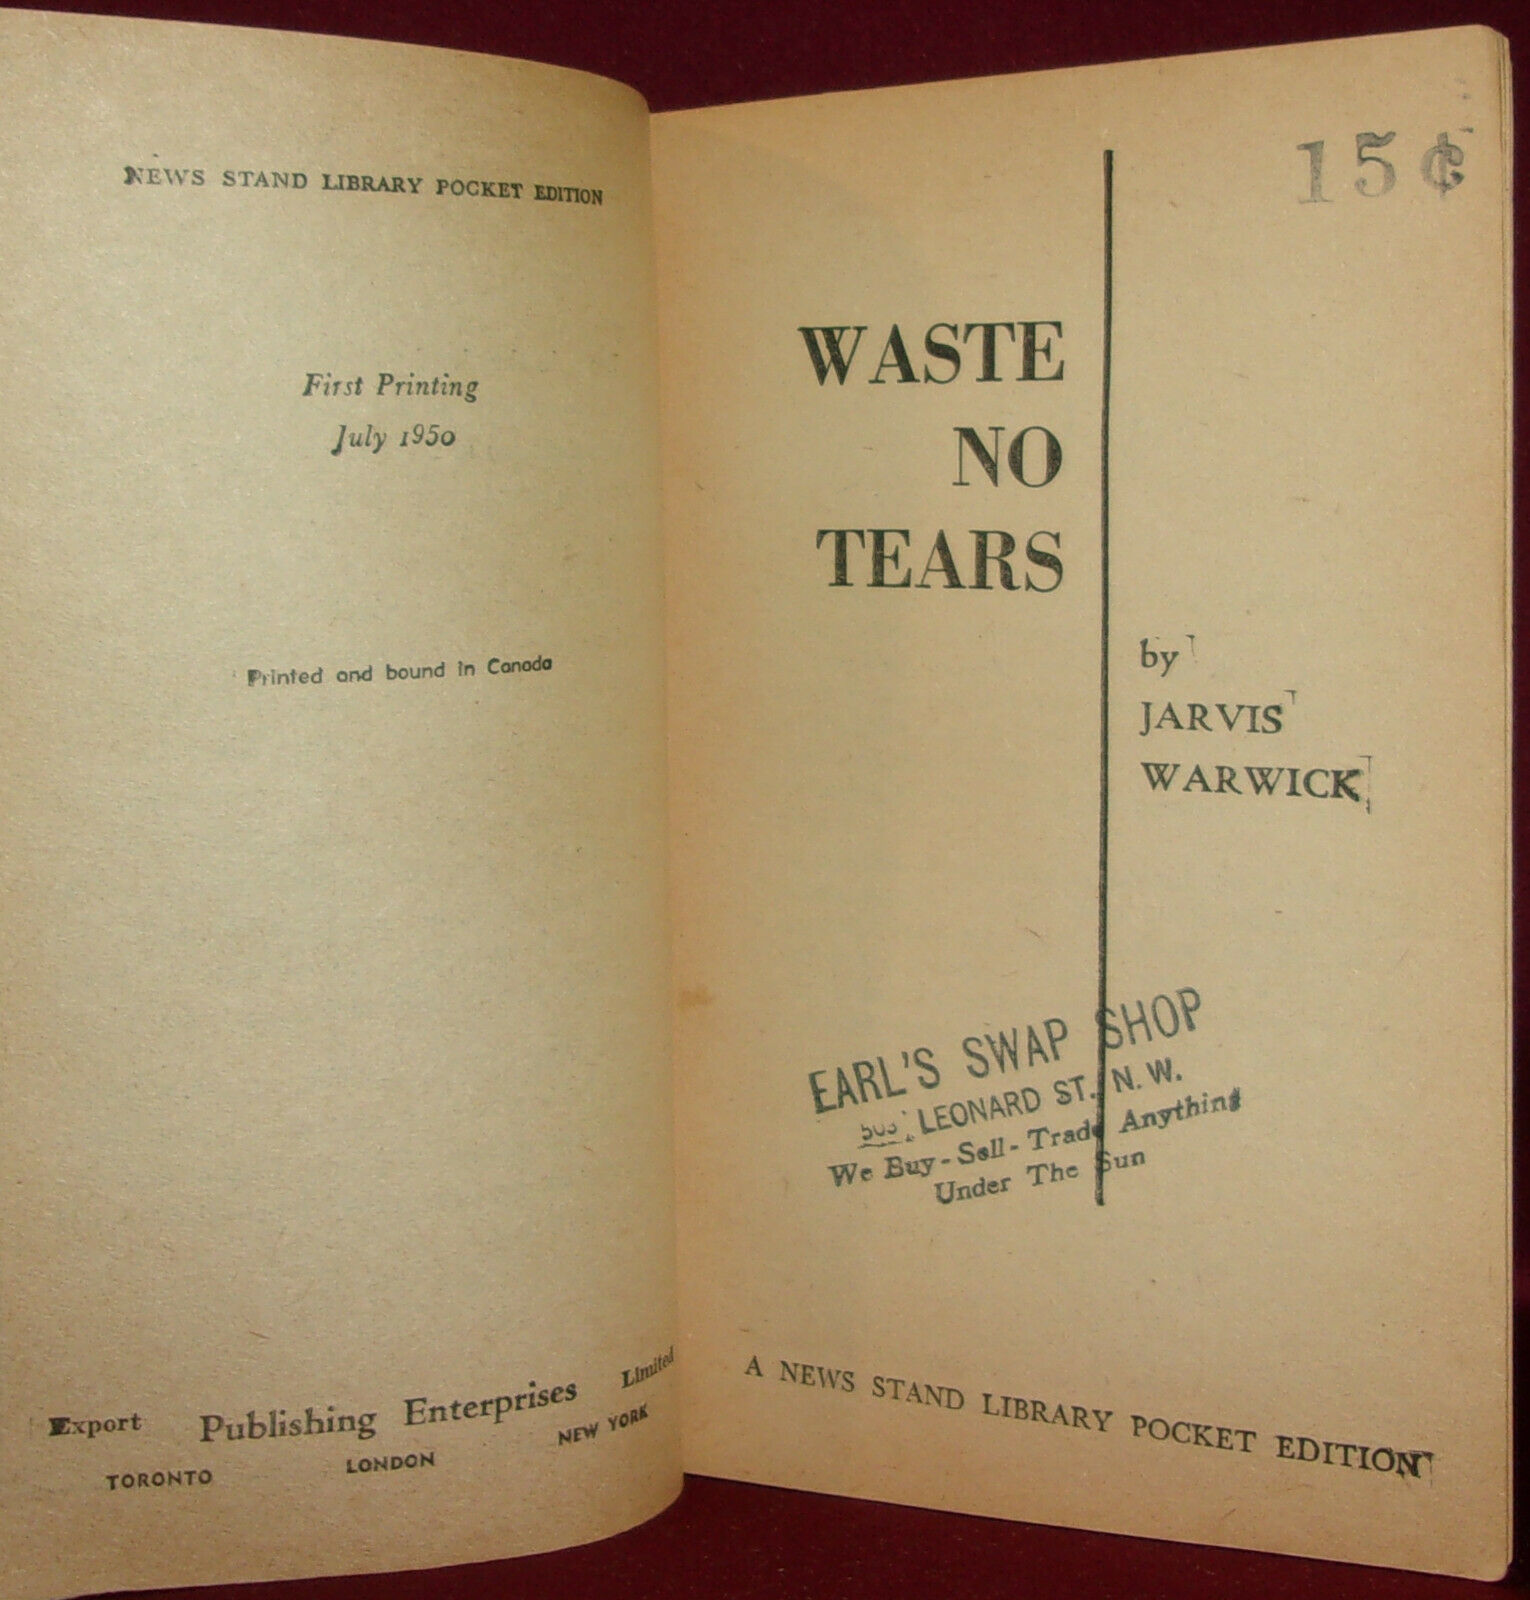 NEWS STAND LIBRARY POCKET EDITION
First Printing
July 1950
Printed and bound in Canada
Export Publishing Enterprises Limited
TORONTO LONDON NEW YORK
15¢
WASTE
NO
TEARS
by
JARVIS
WARWICK
EARL'S SWAP SHOP
LEONARD ST. N. W.
We Buy - Sell - Trade Anything
Under The Sun
A NEWS STAND LIBRARY POCKET EDITION